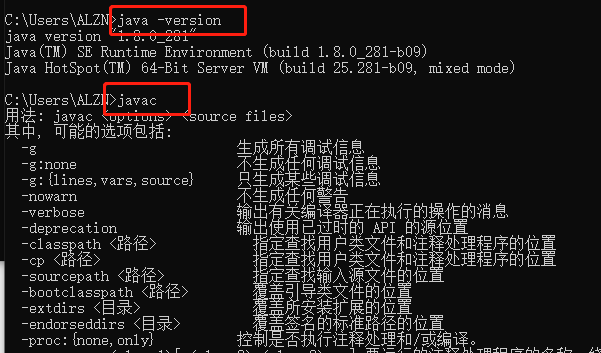 C:\Users\ALZN>java -version
java version "1.8.0_281"
Java(TM) SE Runtime Environment (build 1.8.0_281-b09)
Java HotSpot(TM) 64-Bit Server VM (build 25.281-b09, mixed mode)
C:\Users\ALZN>javac
用法: javac <options> <source files>
其中, 可能的选项包括:
-g 生成所有调试信息
-g:none 不生成任何调试信息
-g:{lines,vars,source} 只生成某些调试信息
-nowarn 不生成任何警告
-verbose 输出有关编译器正在执行的操作的消息
-deprecation 输出使用已过时的 API 的源位置
-classpath <路径> 指定查找用户类文件和注释处理程序的位置
-cp <路径> 指定查找用户类文件和注释处理程序的位置
-sourcepath <路径> 指定查找输入源文件的位置
-bootclasspath <路径> 覆盖引导类文件的位置
-extdirs <目录> 覆盖所安装扩展的位置
-endorseddirs <目录> 覆盖签名的标准路径的位置
-proc:{none,only} 控制是否执行注释处理和/或编译。